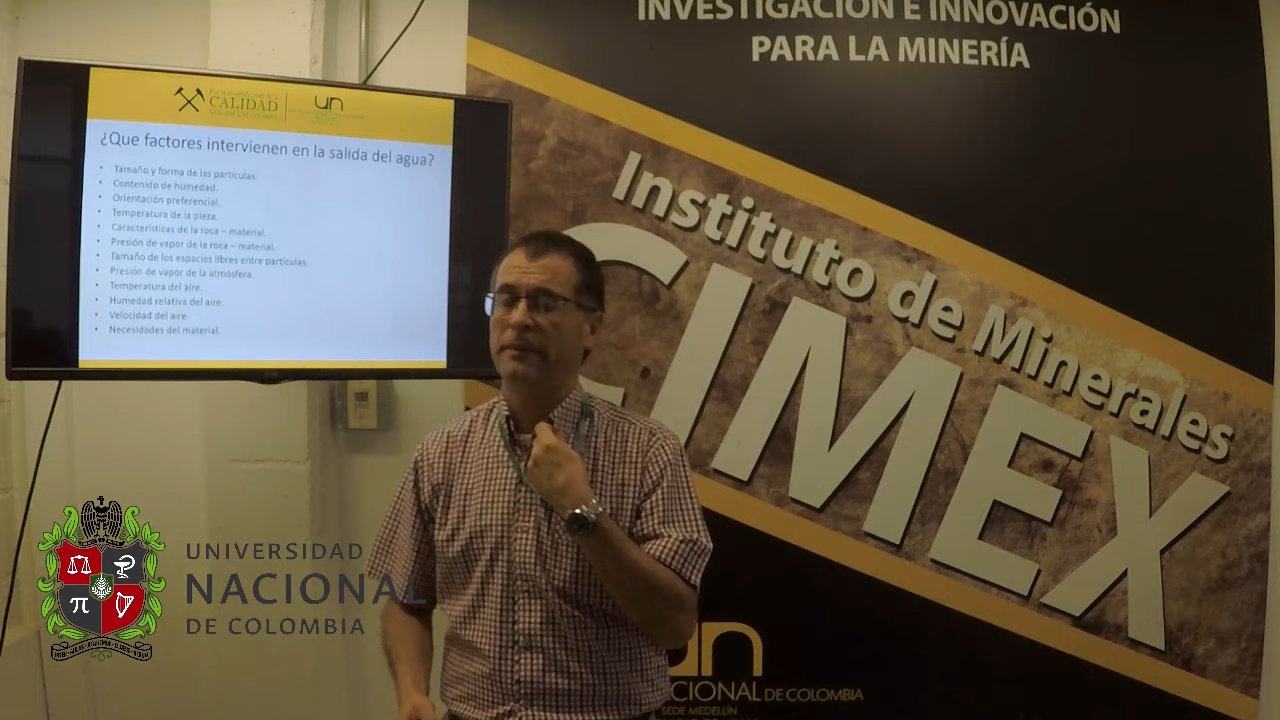 INVESTIGACIÓN E INNOVACIÓN
PARA LA MINERÍA
Instituto de Minerales
CIMEX
CALIDAD
un
¿Que factores intervienen en la salida del agua?
• Tamaño y forma de las partículas.
• Contenido de humedad.
• Orientación preferencial.
• Temperatura de la pieza.
• Características de la roca – material.
• Presión de vapor de la roca – material.
• Tamaño de los espacios libres entre partículas.
• Presión de vapor de la atmósfera.
• Temperatura del aire.
• Humedad relativa del aire.
• Velocidad del aire.
• Necesidades del material.
π
UNIVERSIDAD
NACIONAL
DE COLOMBIA
un
CIONAL DE COLOMBIA
SEDE MEDELLÍN